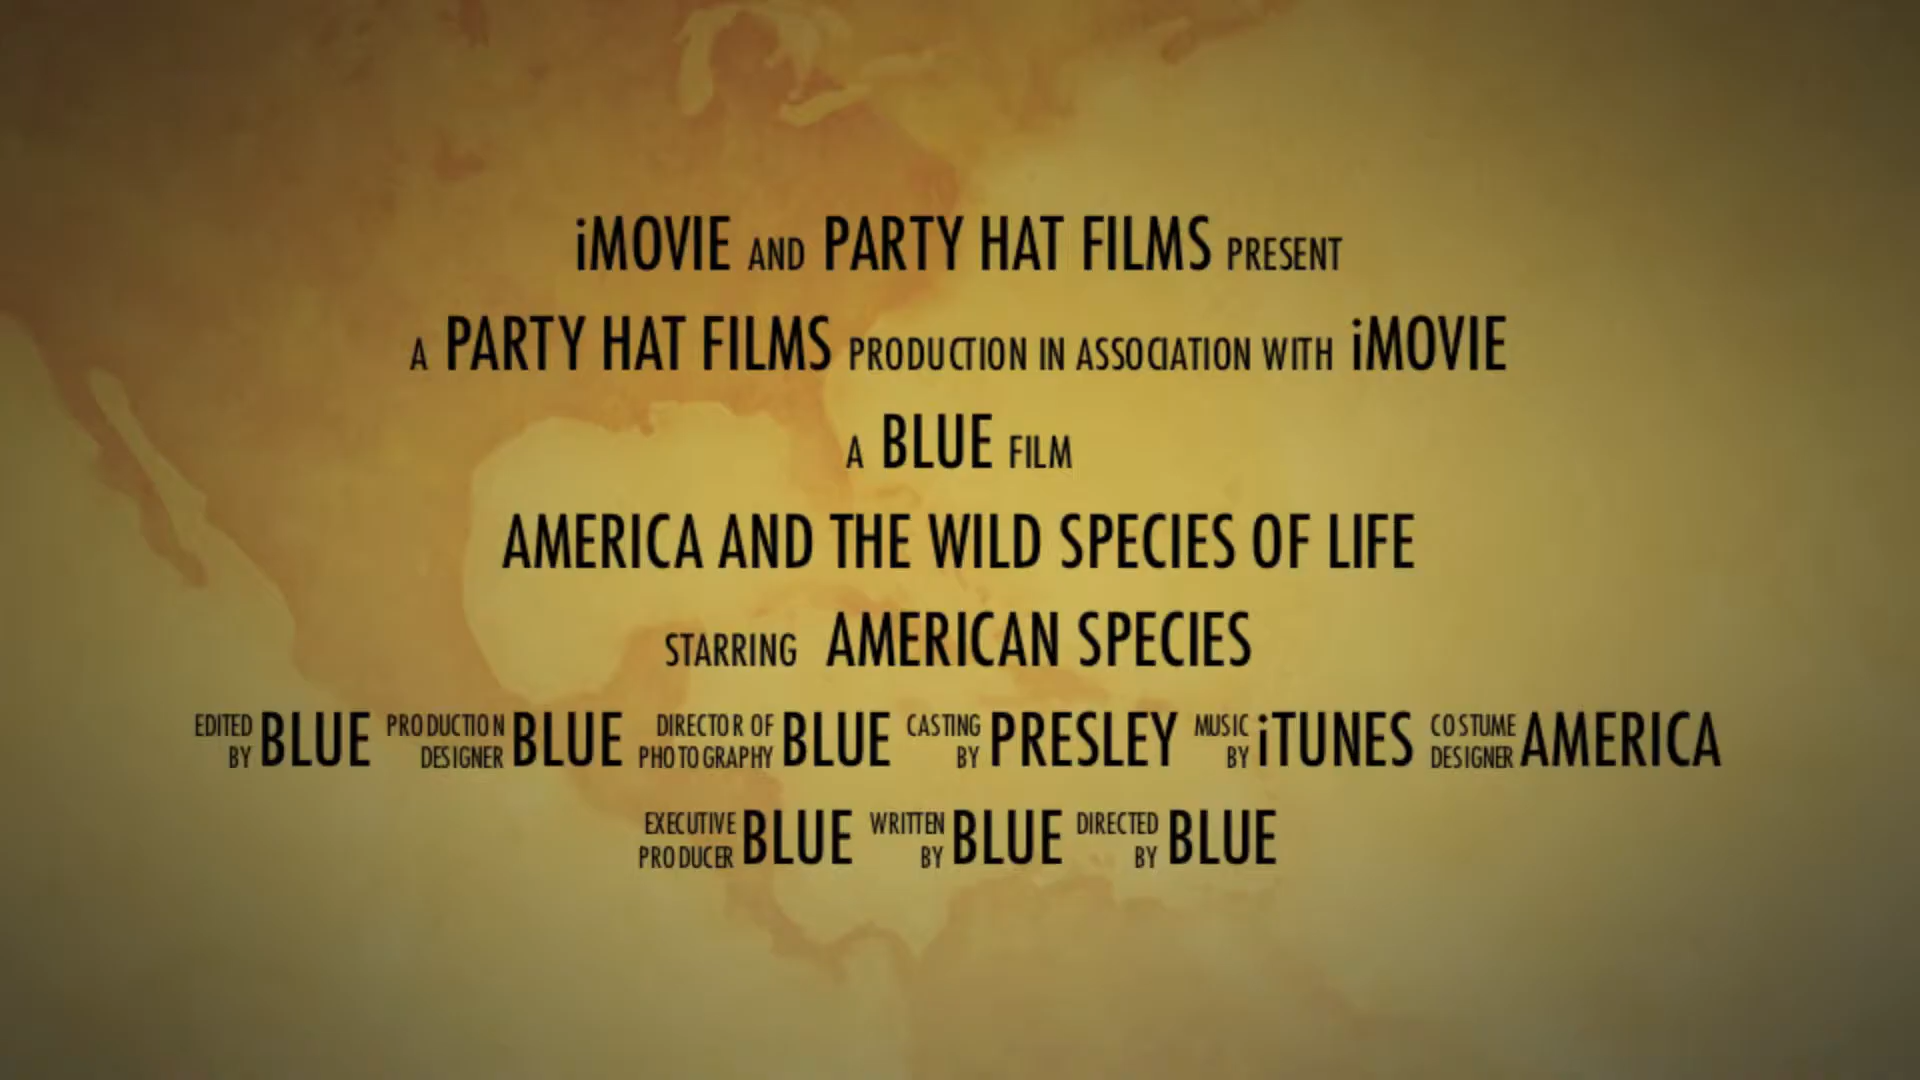 iMOVIE AND PARTY HAT FILMS PRESENT
A PARTY HAT FILMS PRODUCTION IN ASSOCIATION WITH iMOVIE
A BLUE FILM
AMERICA AND THE WILD SPECIES OF LIFE
STARRING AMERICAN SPECIES
EDITED BY BLUE PRODUCTION DESIGNER BLUE DIRECTOR OF PHOTOGRAPHY BLUE CASTING BY PRESLEY MUSIC BY iTUNES COSTUME DESIGNER AMERICA
EXECUTIVE PRODUCER BLUE WRITTEN BY BLUE DIRECTED BY BLUE